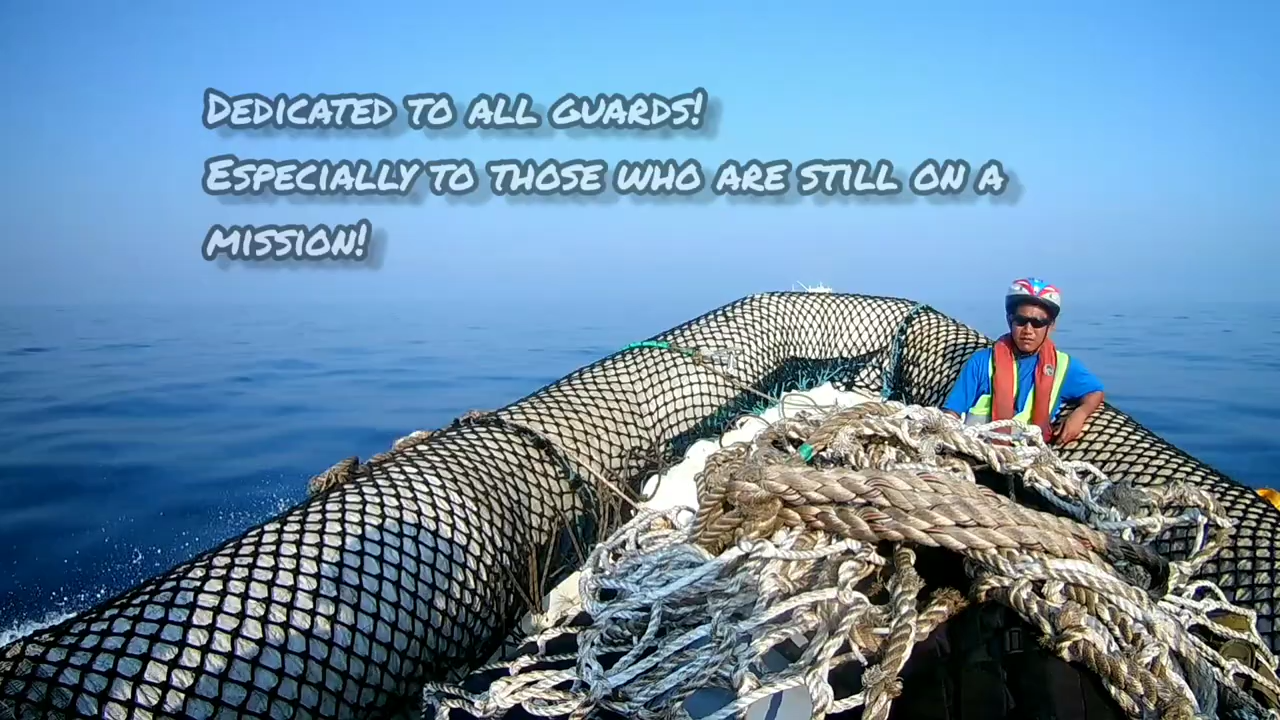 Dedicated to all guards!
Especially to those who are still on a
mission!